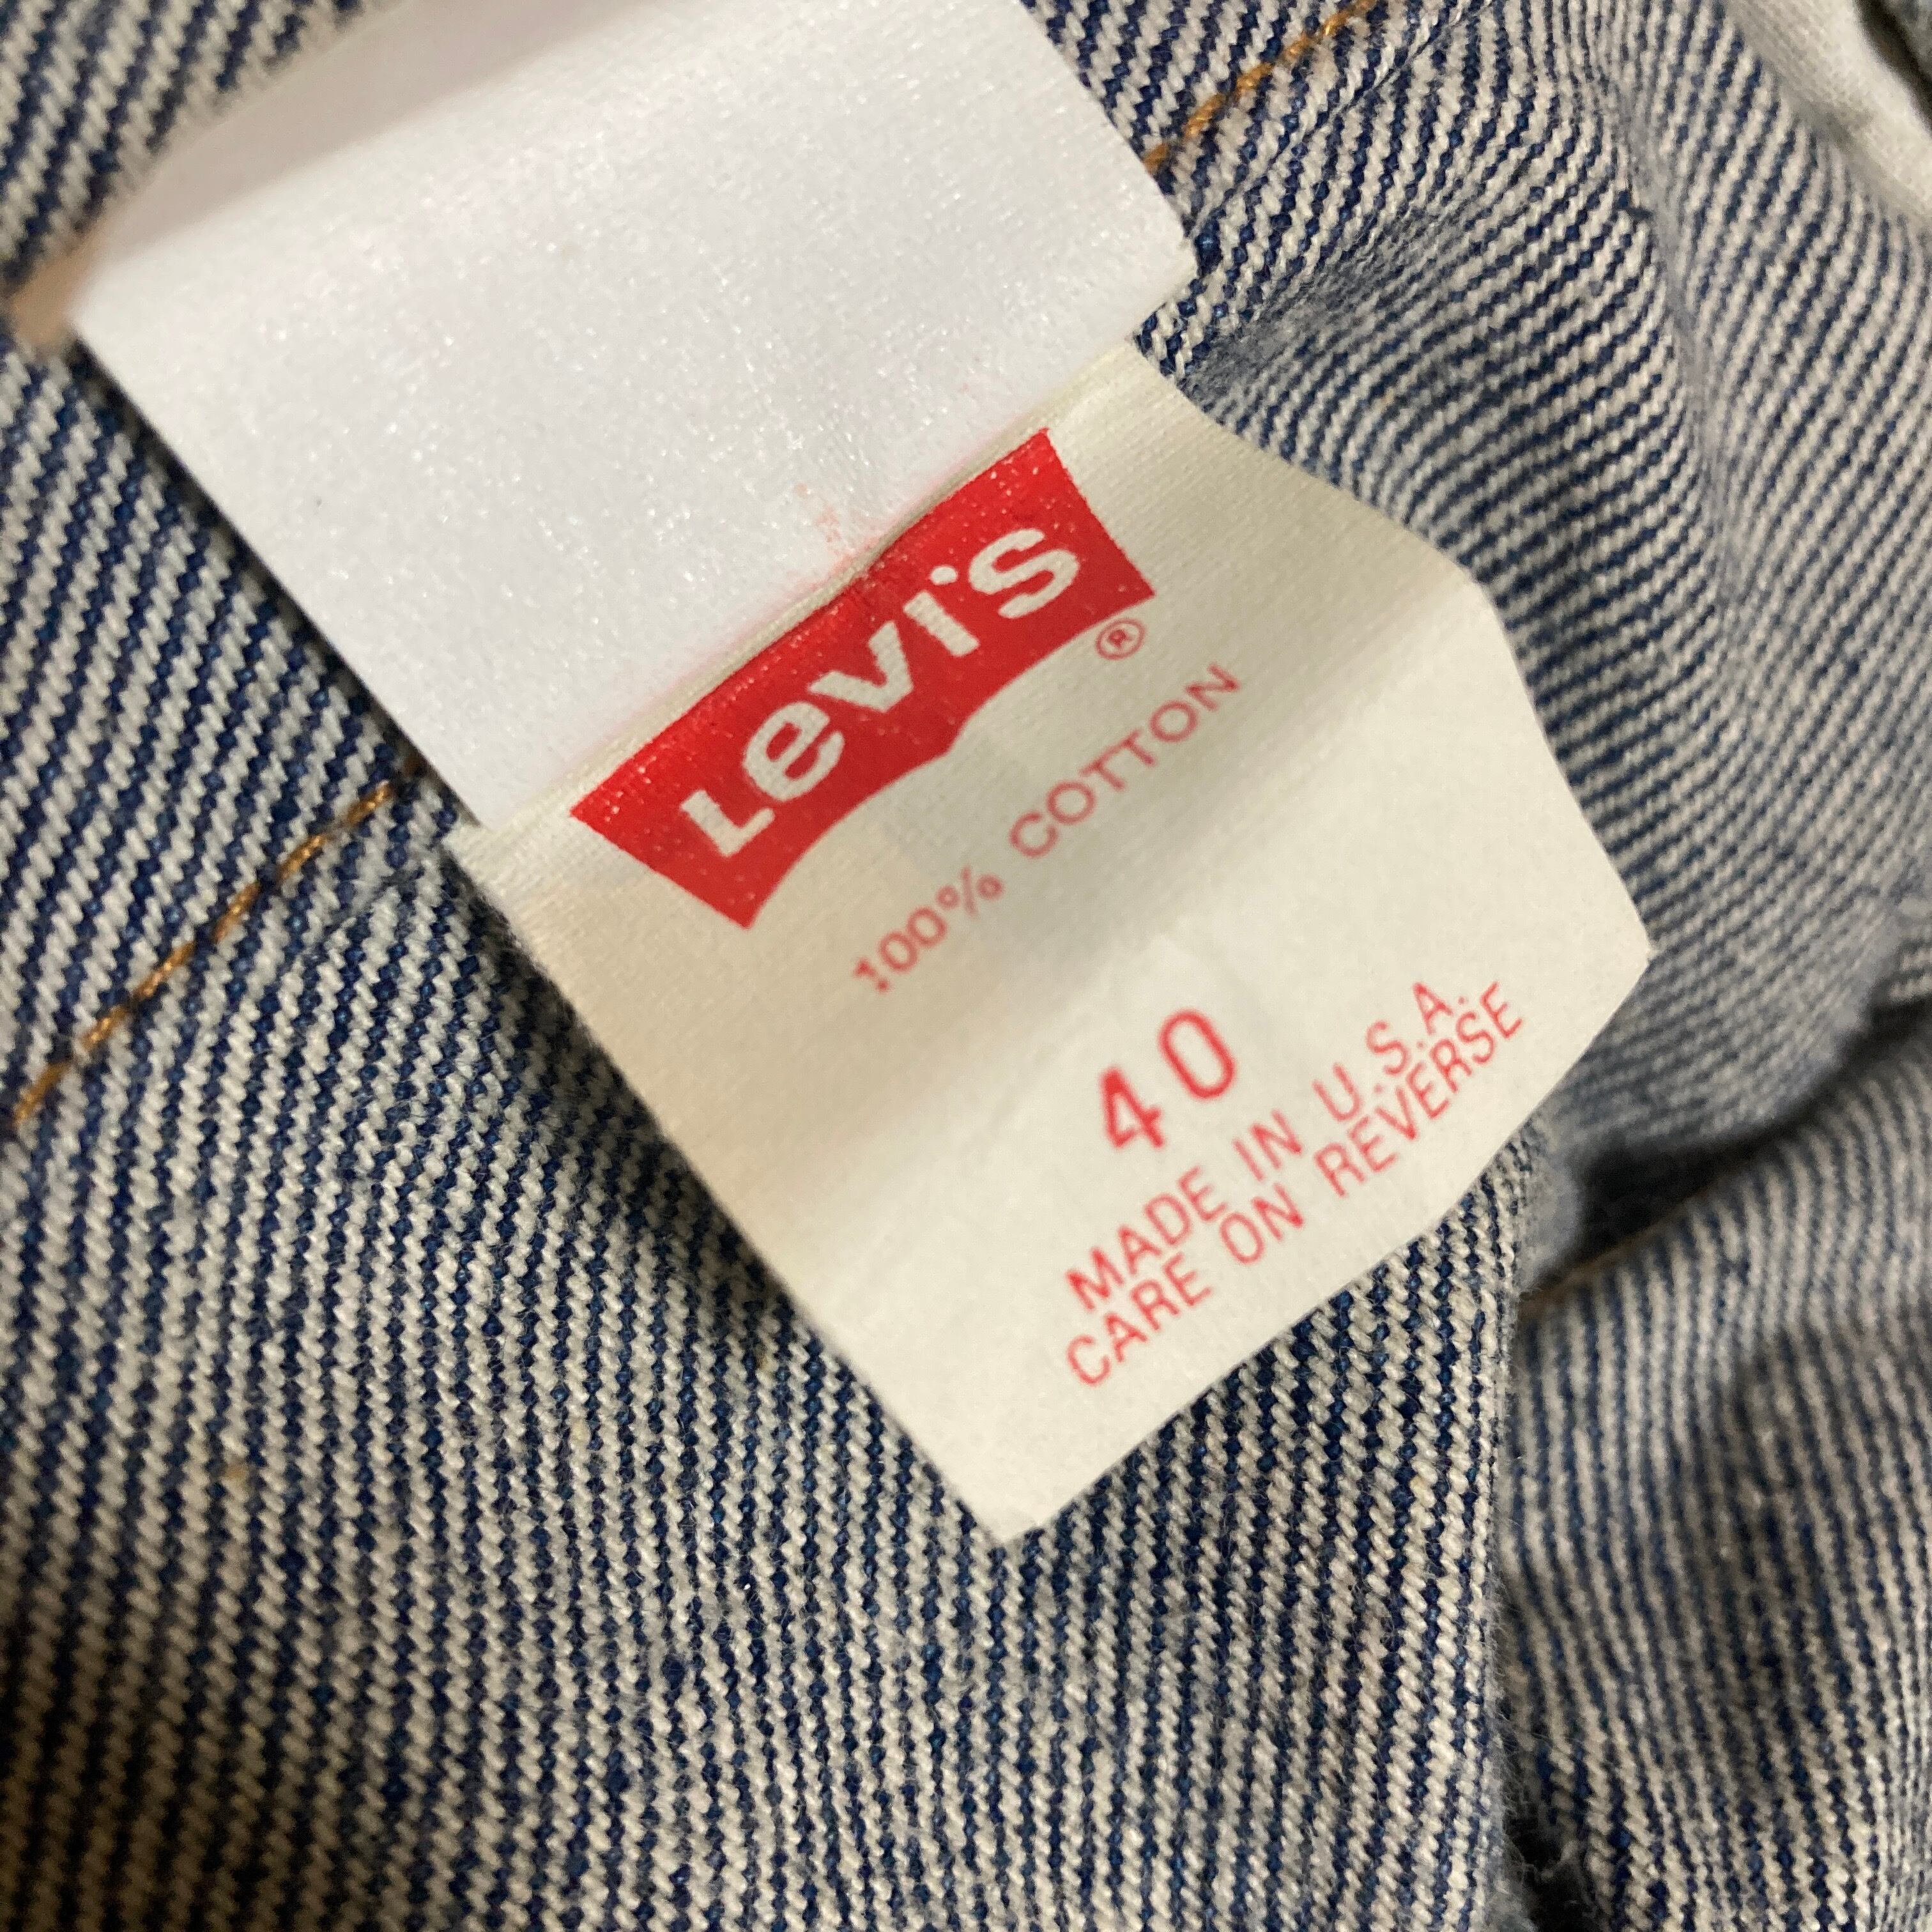 Levi's®
100% COTTON
40
MADE IN U.S.A.
CARE ON REVERSE